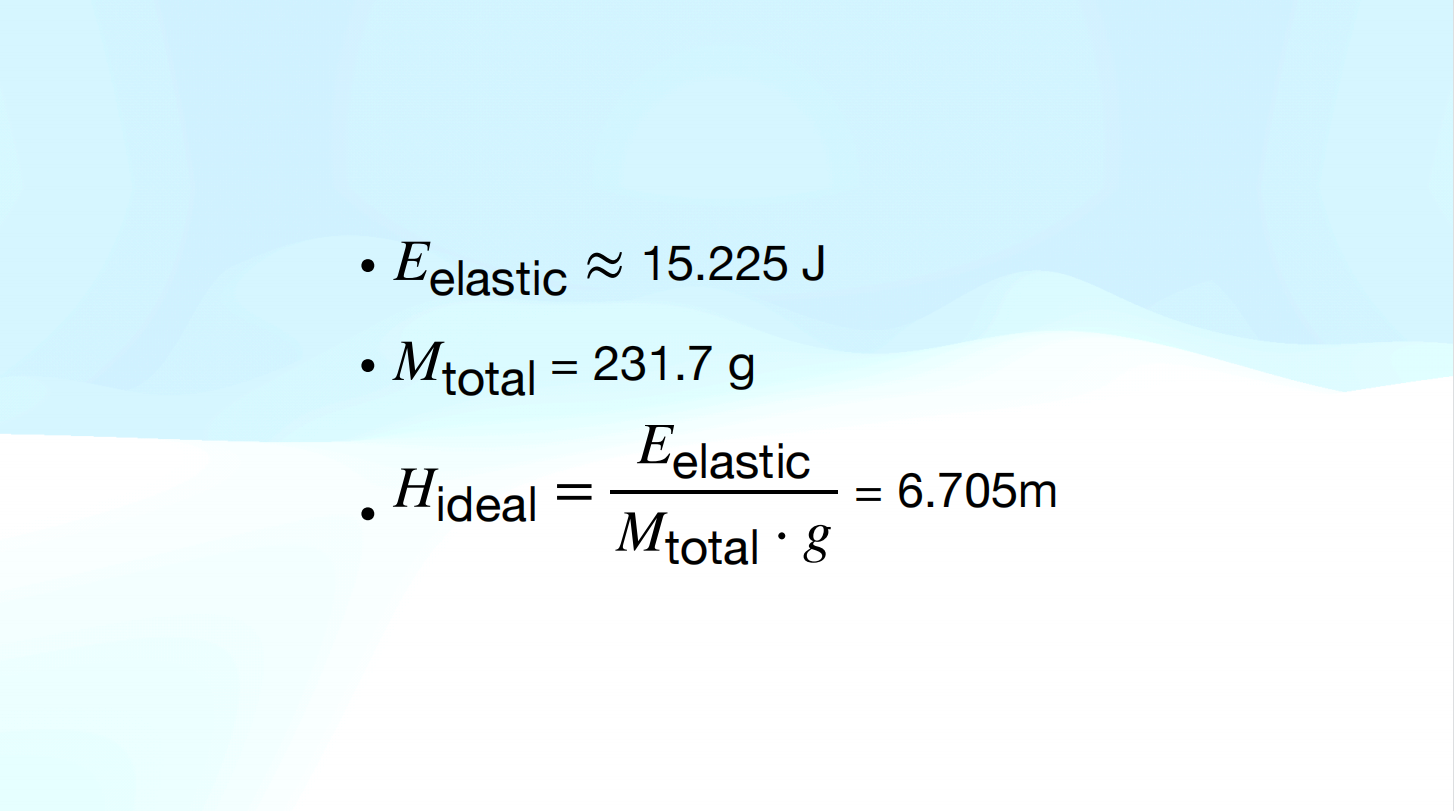 • E_elastic ≈ 15.225 J
• M_total = 231.7 g
• H_ideal = E_elastic / (M_total · g) = 6.705m